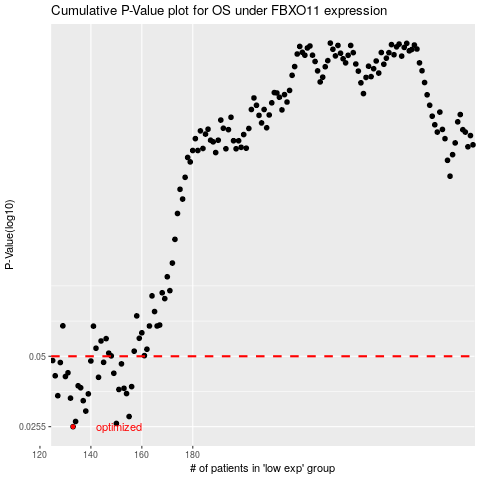 Cumulative P-Value plot for OS under FBXO11 expression
P-Value(log10)
0.05
0.0255
optimized
120 140 160 180
# of patients in 'low exp' group